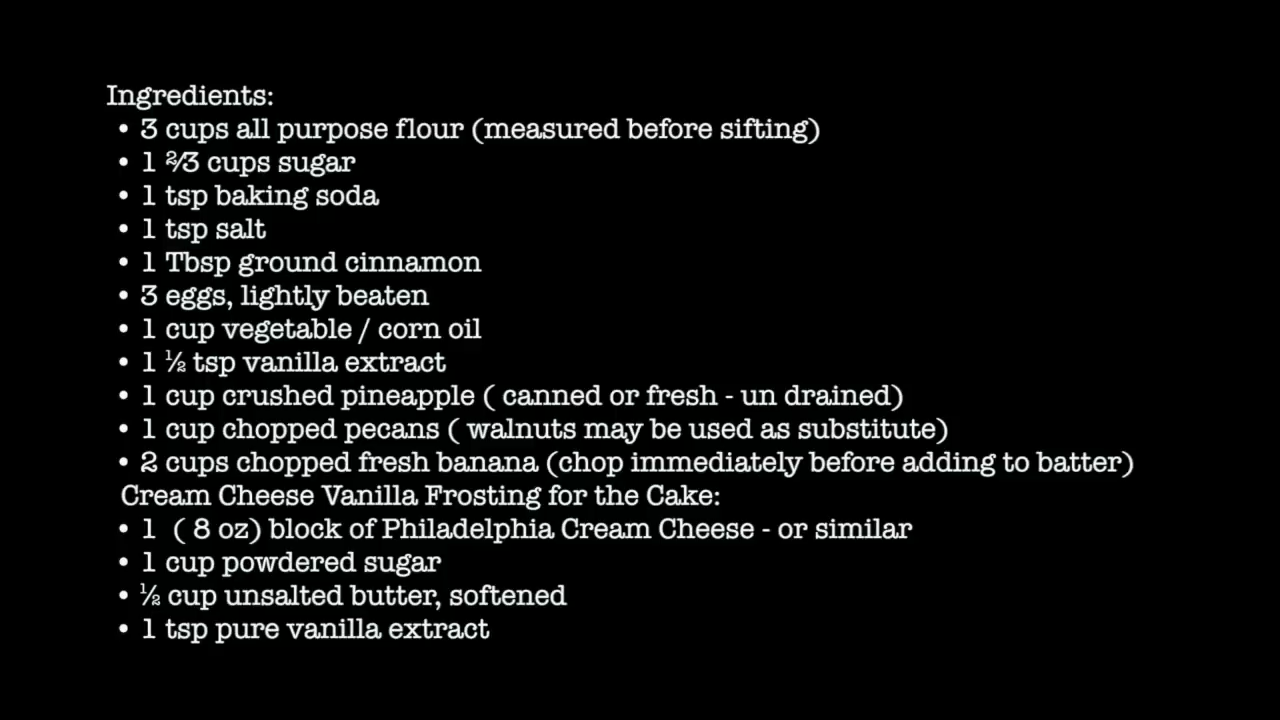 Ingredients:
• 3 cups all purpose flour (measured before sifting)
• 1 ⅔ cups sugar
• 1 tsp baking soda
• 1 tsp salt
• 1 Tbsp ground cinnamon
• 3 eggs, lightly beaten
• 1 cup vegetable / corn oil
• 1 ½ tsp vanilla extract
• 1 cup crushed pineapple ( canned or fresh - un drained)
• 1 cup chopped pecans ( walnuts may be used as substitute)
• 2 cups chopped fresh banana (chop immediately before adding to batter)
Cream Cheese Vanilla Frosting for the Cake:
• 1 ( 8 oz) block of Philadelphia Cream Cheese - or similar
• 1 cup powdered sugar
• ½ cup unsalted butter, softened
• 1 tsp pure vanilla extract